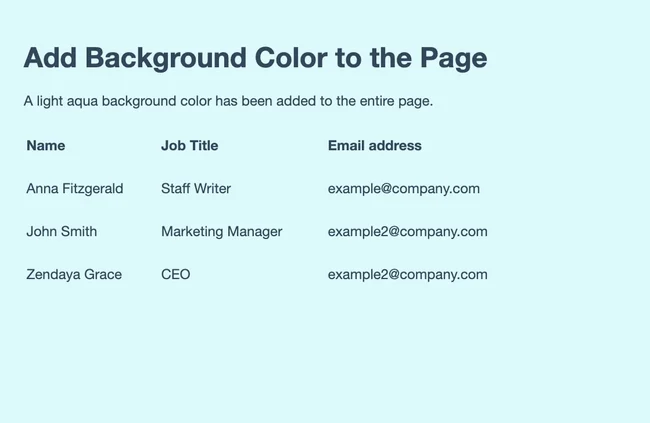 Add Background Color to the Page
A light aqua background color has been added to the entire page.
Name Job Title Email address
Anna Fitzgerald Staff Writer example@company.com
John Smith Marketing Manager example2@company.com
Zendaya Grace CEO example2@company.com